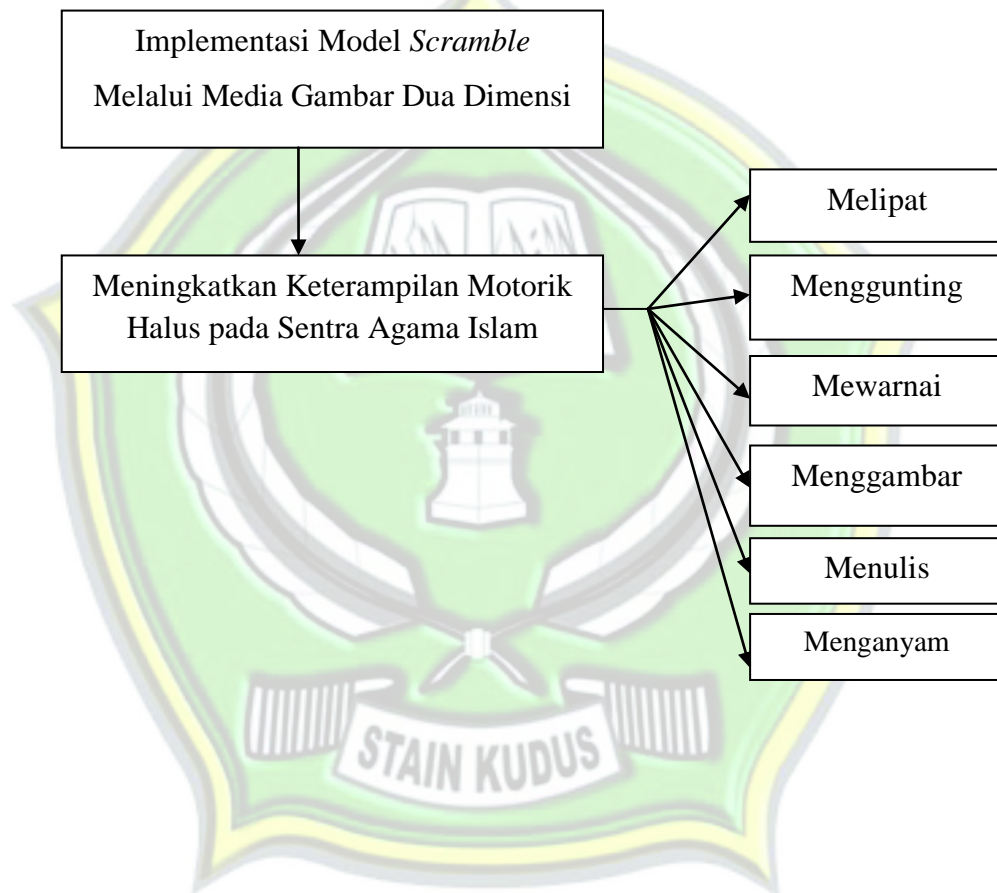 Implementasi Model Scramble
Melalui Media Gambar Dua Dimensi
Meningkatkan Keterampilan Motorik
Halus pada Sentra Agama Islam
Melipat
Menggunting
Mewarnai
Menggambar
Menulis
Menganyam
STAIN KUDUS